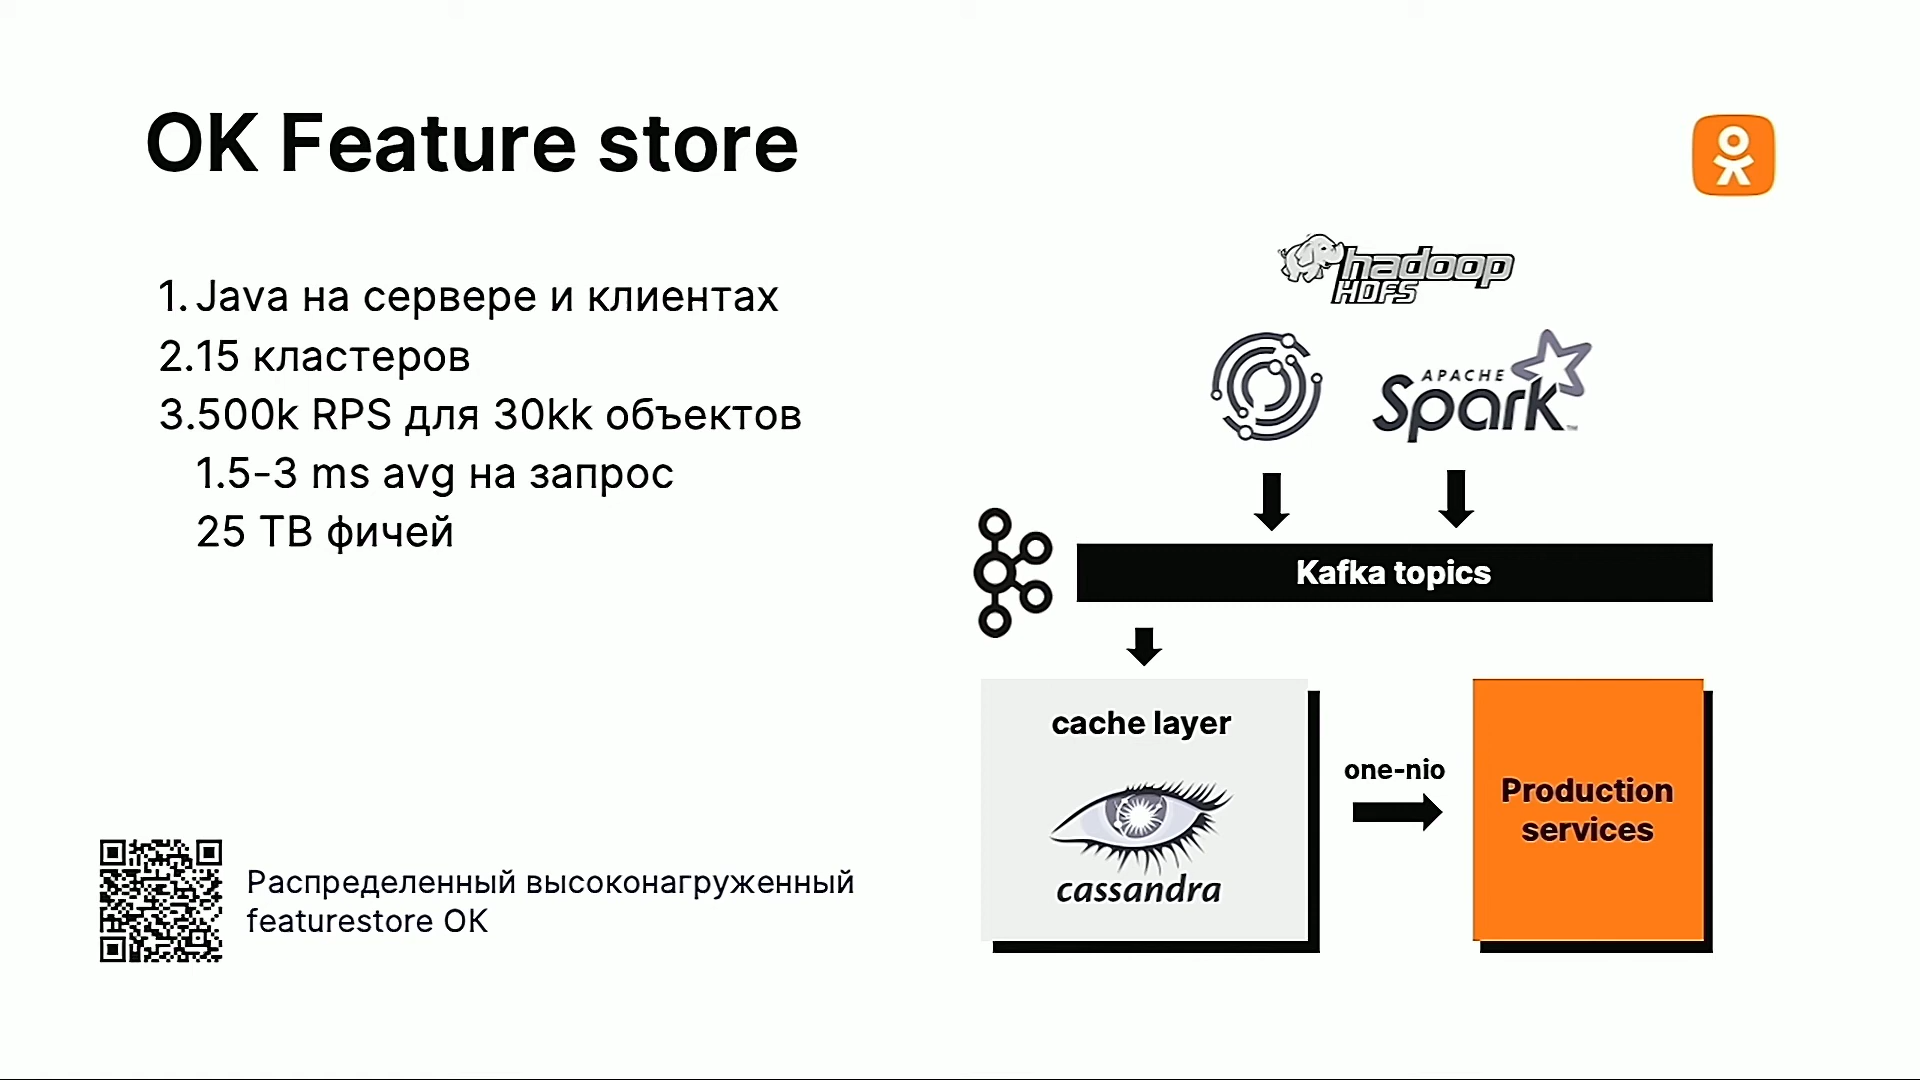 OK Feature store
1. Java на сервере и клиентах
2.15 кластеров
3.500k RPS для 30kk объектов
1.5-3 ms avg на запрос
25 TB фичей
Распределенный высоконагруженный
featurestore OK
hadoop
HDFS
APACHE
Spark
TM
Kafka topics
cache layer
cassandra
one-nio
Production
services